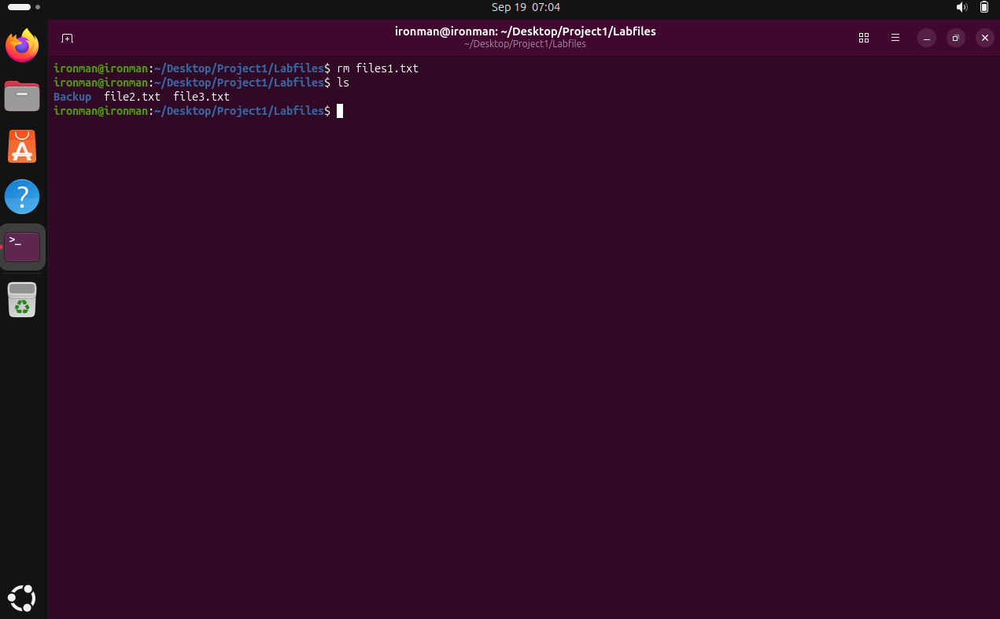 Sep 19 07:04
ironman@ironman: ~/Desktop/Project1/Labfiles
~/Desktop/Project1/Labfiles
ironman@ironman:~/Desktop/Project1/Labfiles$ rm files1.txt
ironman@ironman:~/Desktop/Project1/Labfiles$ ls
Backup file2.txt file3.txt
ironman@ironman:~/Desktop/Project1/Labfiles$